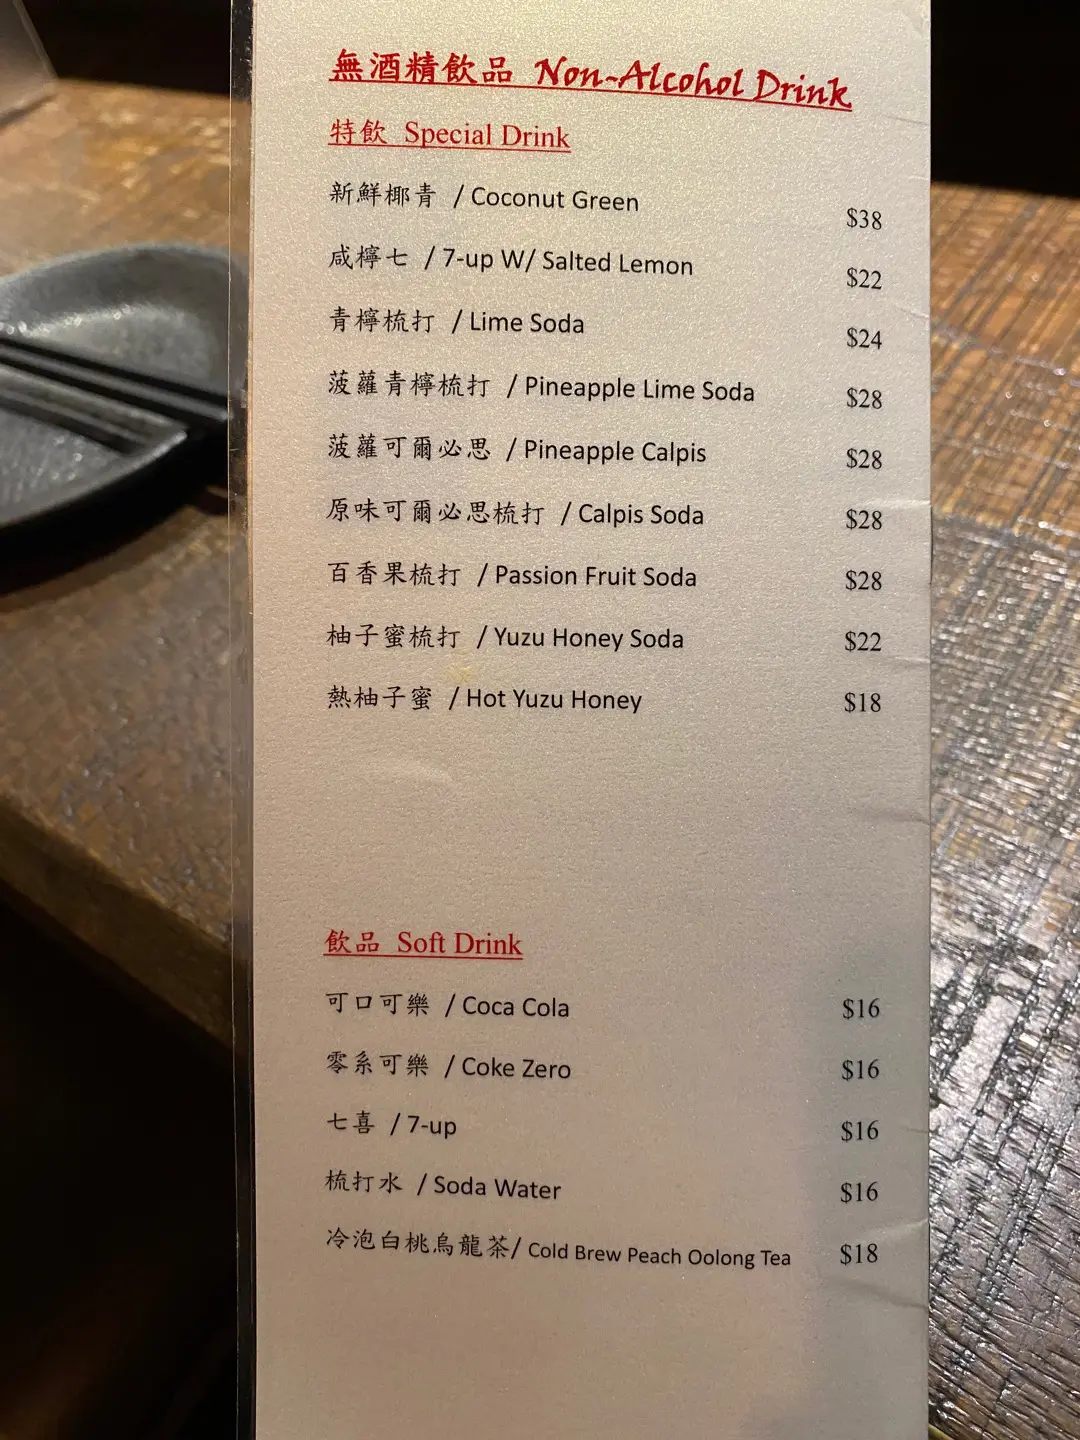 無酒精飲品 Non-Alcohol Drink
特飲 Special Drink
新鮮椰青 / Coconut Green $38
咸檸七 / 7-up W/ Salted Lemon $22
青檸梳打 / Lime Soda $24
菠蘿青檸梳打 / Pineapple Lime Soda $28
菠蘿可爾必思 / Pineapple Calpis $28
原味可爾必思梳打 / Calpis Soda $28
百香果梳打 / Passion Fruit Soda $28
柚子蜜梳打 / Yuzu Honey Soda $22
熱柚子蜜 / Hot Yuzu Honey $18
飲品 Soft Drink
可口可樂 / Coca Cola $16
零系可樂 / Coke Zero $16
七喜 / 7-up $16
梳打水 / Soda Water $16
冷泡白桃烏龍茶/ Cold Brew Peach Oolong Tea $18